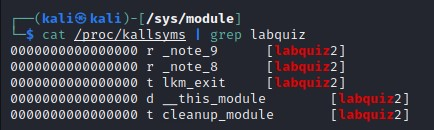 ┌──(kali㉿kali)-[/sys/module]
└─$ cat /proc/kallsyms | grep labquiz
0000000000000000 r _note_9      [labquiz2]
0000000000000000 r _note_8      [labquiz2]
0000000000000000 t lkm_exit     [labquiz2]
0000000000000000 d __this_module        [labquiz2]
0000000000000000 t cleanup_module       [labquiz2]